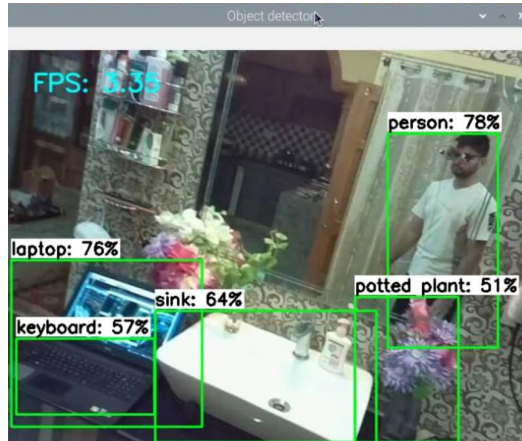 Object detector
FPS: 3.35
person: 78%
laptop: 76%
potted plant: 51%
sink: 64%
keyboard: 57%